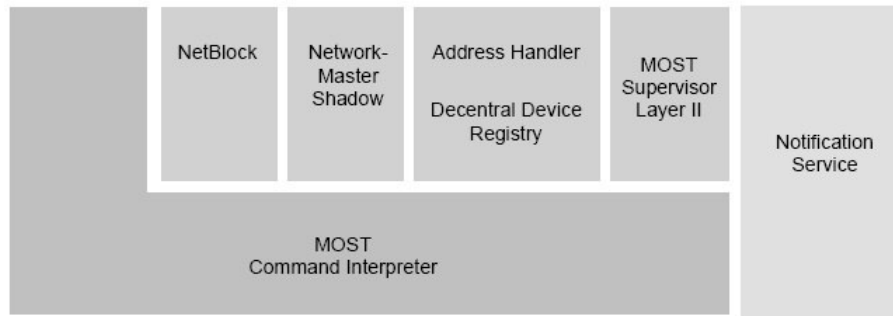 NetBlock
Network-
Master
Shadow
Address Handler
Decentral Device
Registry
MOST
Supervisor
Layer II
Notification
Service
MOST
Command Interpreter